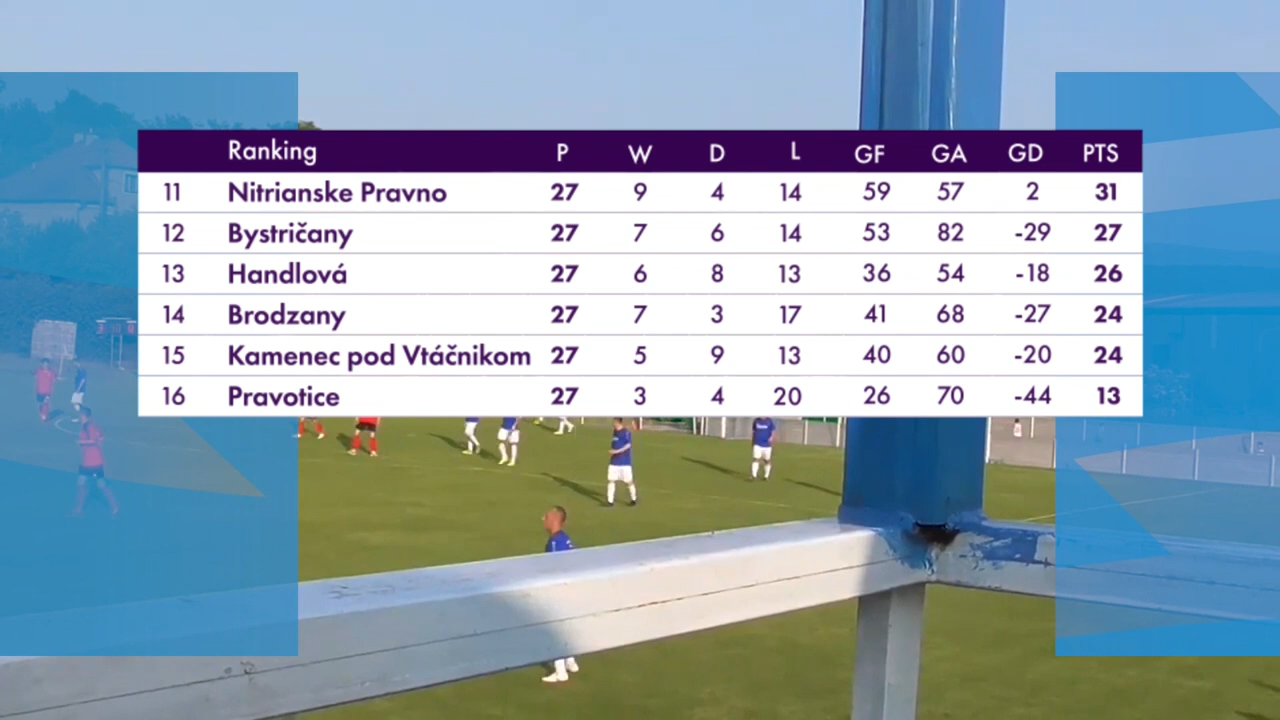 Ranking P W D L GF GA GD PTS
11 Nitrianske Pravno 27 9 4 14 59 57 2 31
12 Bystričany 27 7 6 14 53 82 -29 27
13 Handlová 27 6 8 13 36 54 -18 26
14 Brodzany 27 7 3 17 41 68 -27 24
15 Kamenec pod Vtáčnikom 27 5 9 13 40 60 -20 24
16 Pravotice 27 3 4 20 26 70 -44 13